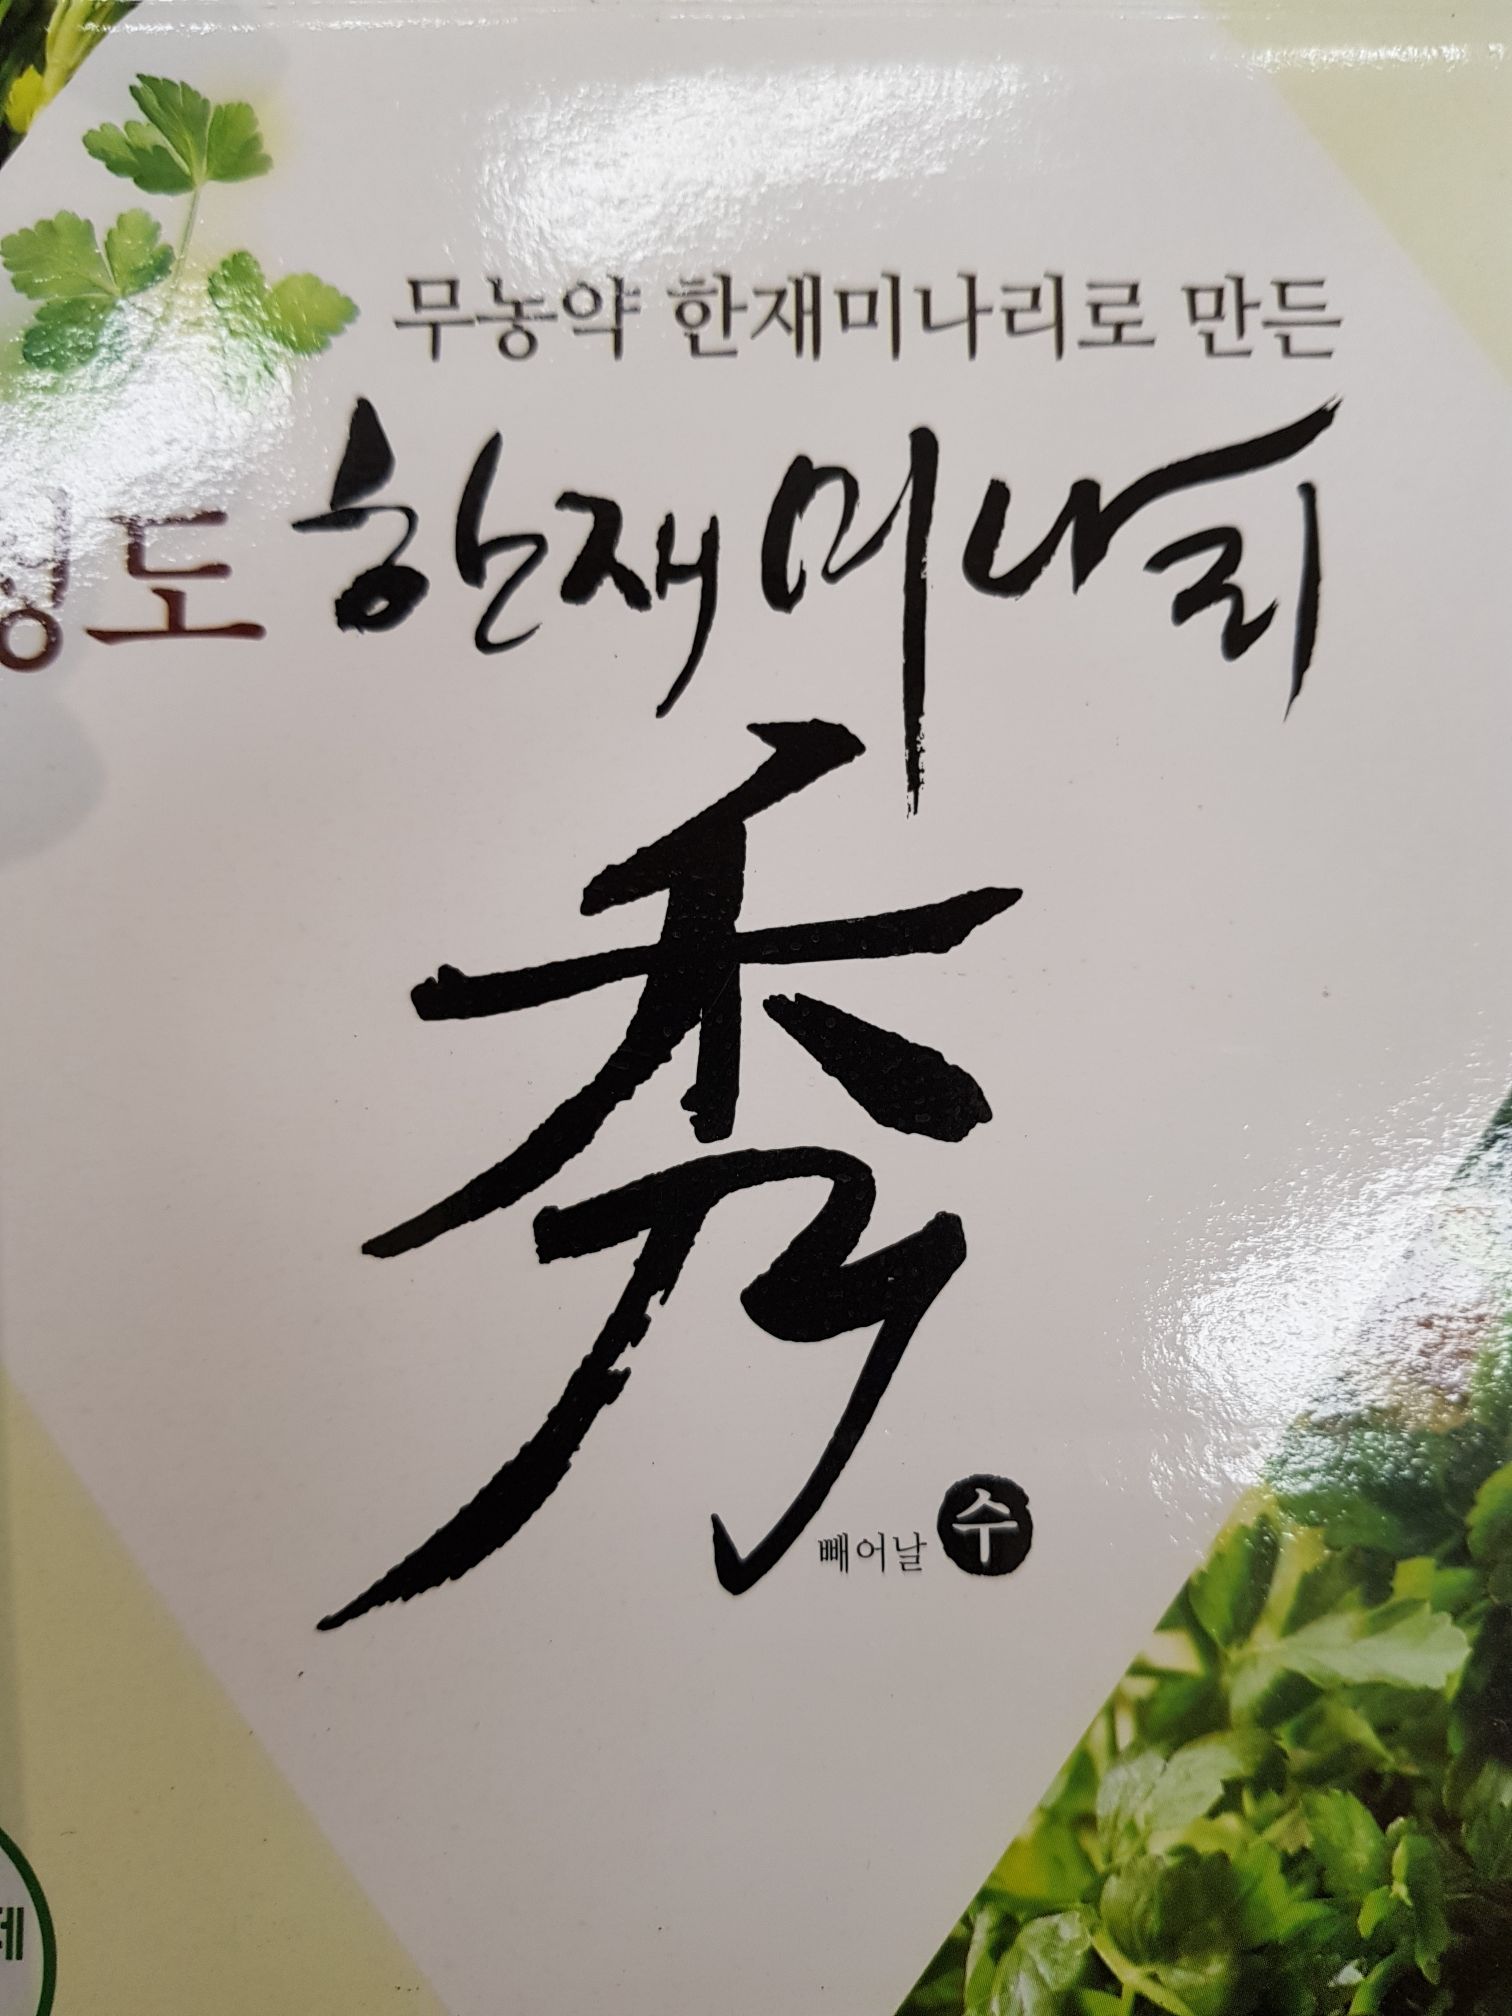 무농약 한재미나리로 만든
청도 한재미나리
秀
빼어날 수